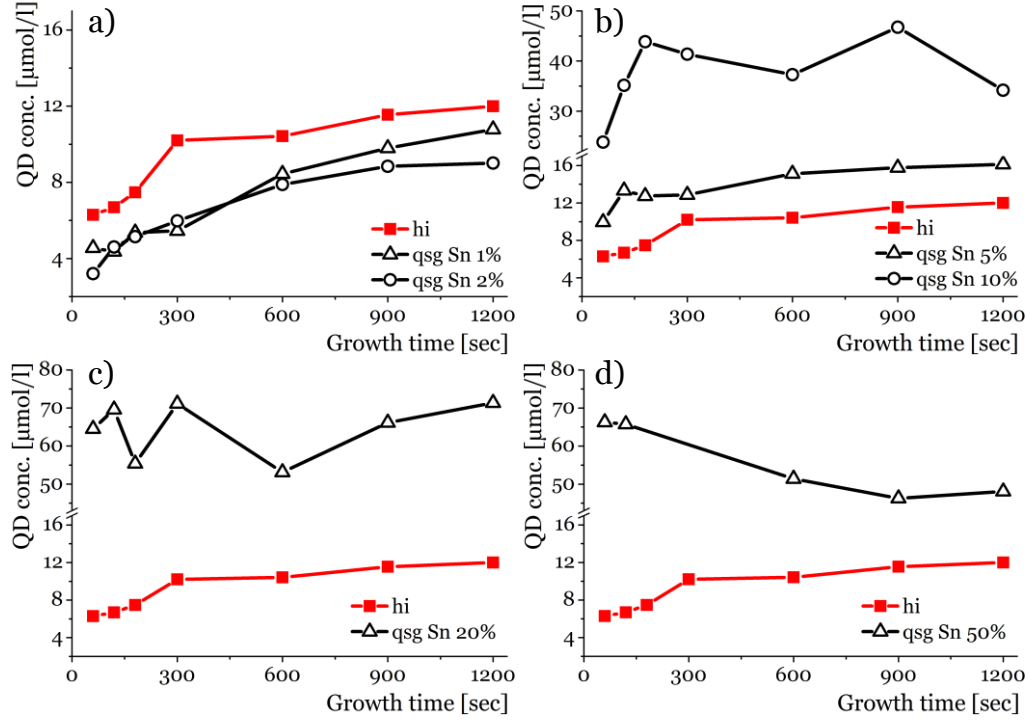 a)
QD conc. [µmol/l]
16
12
8
4
hi
qsg Sn 1%
qsg Sn 2%
0 300 600 900 1200
Growth time [sec]
b)
QD conc. [µmol/l]
50
40
30
16
12
8
4
hi
qsg Sn 5%
qsg Sn 10%
0 300 600 900 1200
Growth time [sec]
c)
QD conc. [µmol/l]
80
70
60
50
16
12
8
4
hi
qsg Sn 20%
0 300 600 900 1200
Growth time [sec]
d)
QD conc. [µmol/l]
80
70
60
50
16
12
8
4
hi
qsg Sn 50%
0 300 600 900 1200
Growth time [sec]